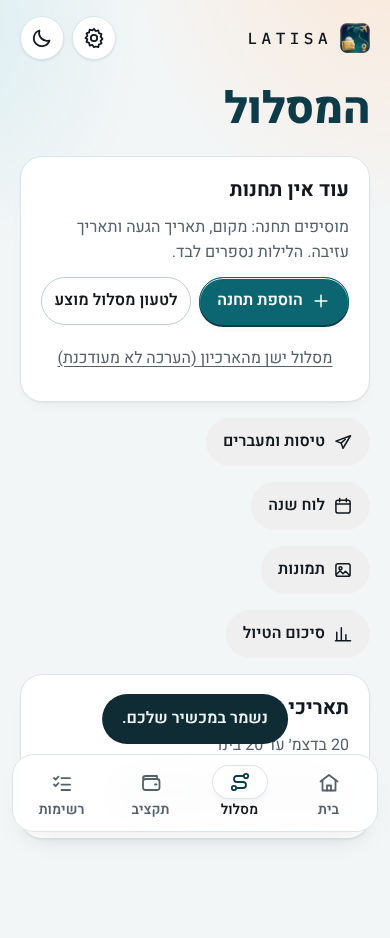 LATISA
המסלול
עוד אין תחנות
מוסיפים תחנה: מקום, תאריך הגעה ותאריך
עזיבה. הלילות נספרים לבד.
הוספת תחנה
לטעון מסלול מוצע
מסלול ישן מהארכיון (הערכה לא מעודכנת)
טיסות ומעברים
לוח שנה
תמונות
סיכום הטיול
נשמר במכשיר שלכם.
20 בדצמ׳ עד 20 בינו׳
בית
מסלול
תקציב
רשימות